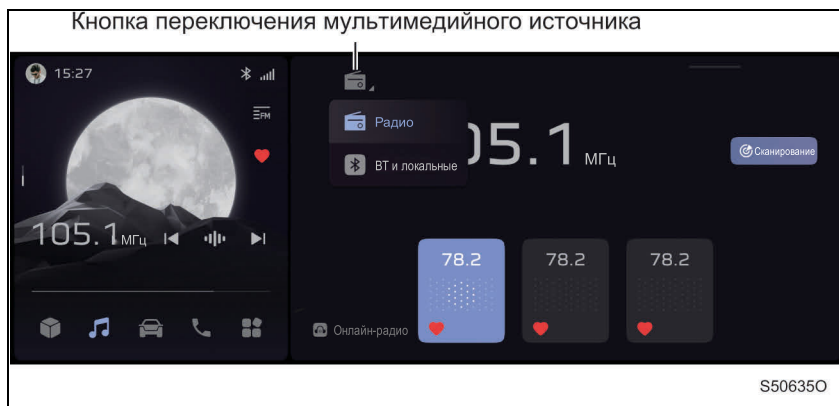 Кнопка переключения мультимедийного источника
15:27
FM
Радио
05.1 МГц
Сканирование
ВТ и локальные
105.1 МГц
78.2
78.2
78.2
Онлайн-радио
S50635O